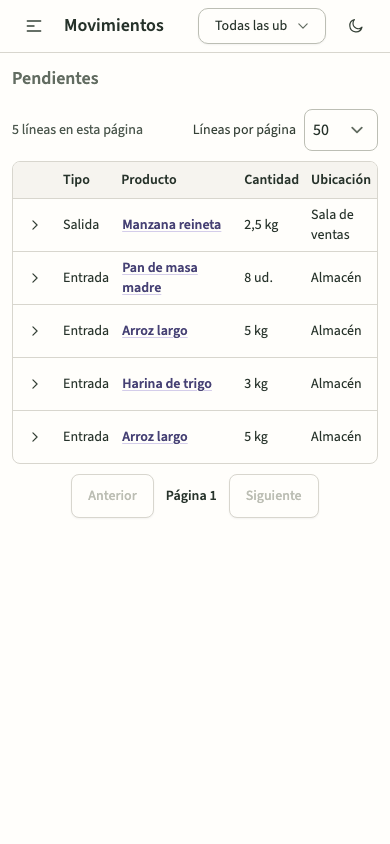 Movimientos
Todas las ub
Pendientes
5 líneas en esta página
Líneas por página
50
Tipo Producto Cantidad Ubicación
Salida Manzana reineta 2,5 kg Sala de ventas
Entrada Pan de masa madre 8 ud. Almacén
Entrada Arroz largo 5 kg Almacén
Entrada Harina de trigo 3 kg Almacén
Entrada Arroz largo 5 kg Almacén
Anterior Página 1 Siguiente